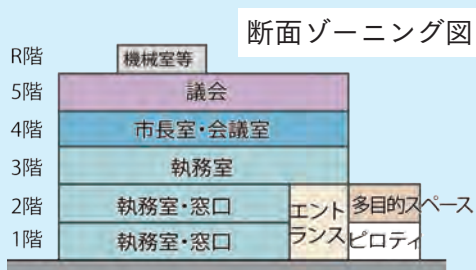 断面ゾーニング図
R階
機械室等
5階
議会
4階
市長室・会議室
3階
執務室
2階
執務室・窓口
エント
ランス
多目的スペース
1階
執務室・窓口
ピロティ